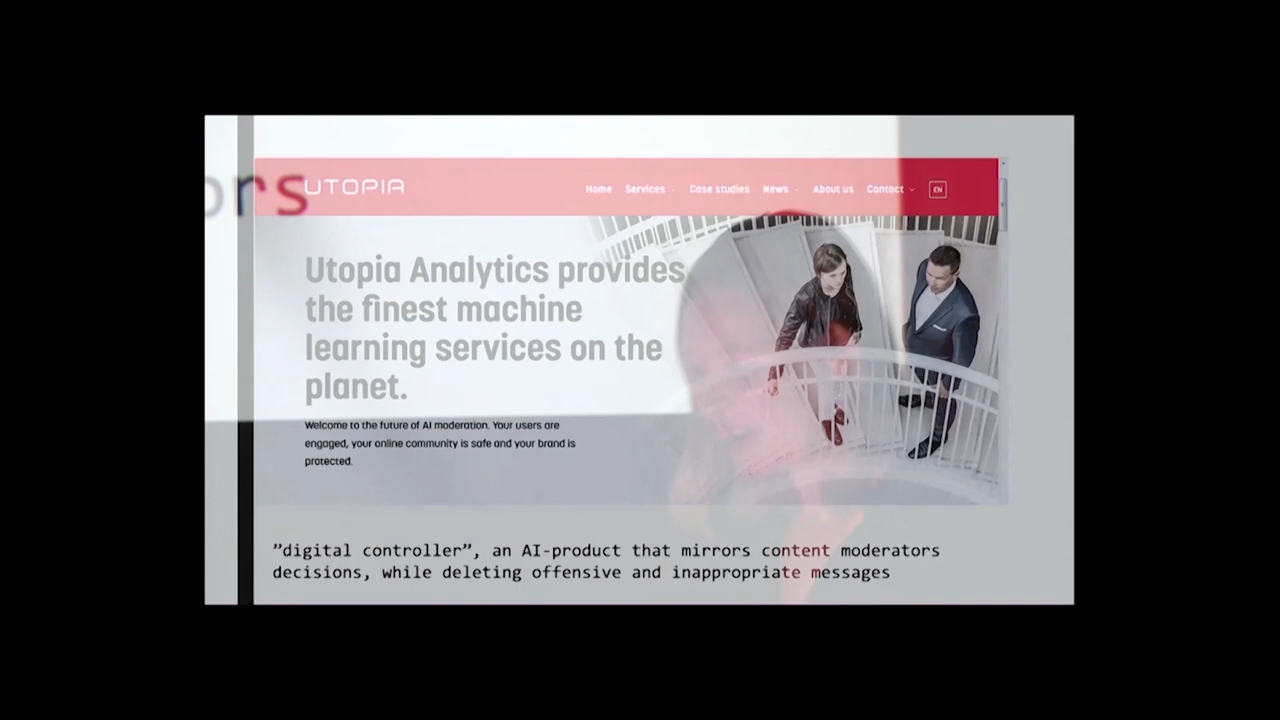 ors
UTOPIA
Home Services Case studies News About us Contact EN
Utopia Analytics provides
the finest machine
learning services on the
planet.
Welcome to the future of AI moderation. Your users are
engaged, your online community is safe and your brand is
protected.
”digital controller”, an AI-product that mirrors content moderators
decisions, while deleting offensive and inappropriate messages